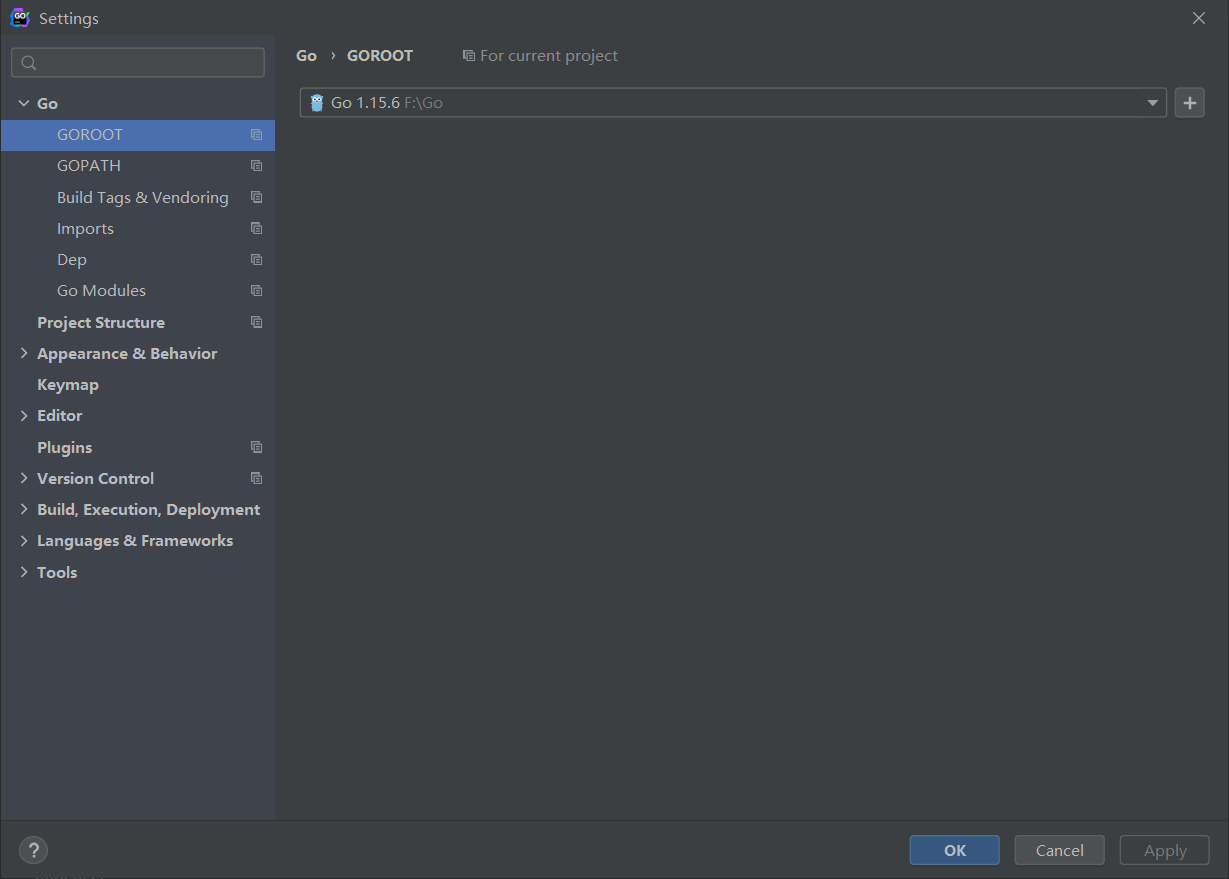 Settings
Go › GOROOT For current project
Go 1.15.6 F:\Go
Go
GOROOT
GOPATH
Build Tags & Vendoring
Imports
Dep
Go Modules
Project Structure
Appearance & Behavior
Keymap
Editor
Plugins
Version Control
Build, Execution, Deployment
Languages & Frameworks
Tools
? OK Cancel Apply